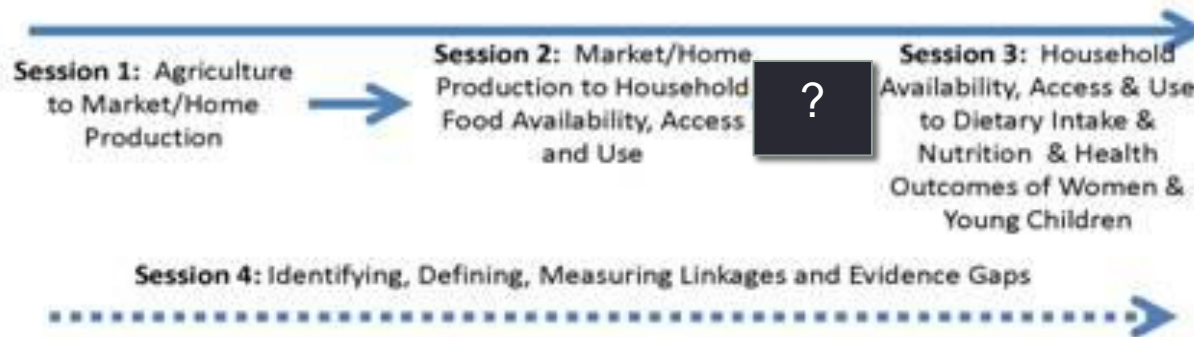 Session 1: Agriculture
to Market/Home
Production
Session 2: Market/Home
Production to Household
Food Availability, Access
and Use
?
Session 3: Household
Availability, Access & Use
to Dietary Intake &
Nutrition & Health
Outcomes of Women &
Young Children
Session 4: Identifying, Defining, Measuring Linkages and Evidence Gaps